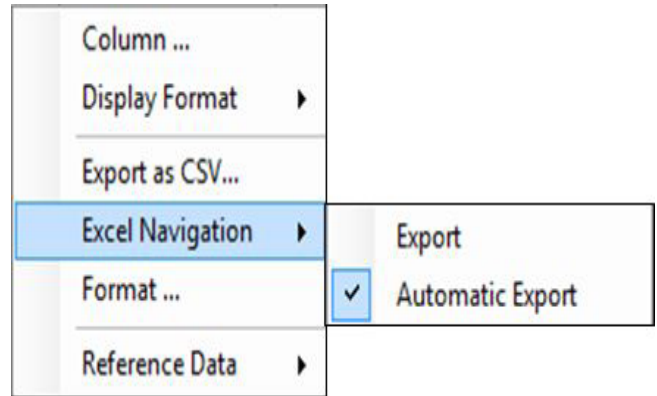 Column ...
Display Format
Export as CSV...
Excel Navigation
Export
Format ...
Automatic Export
Reference Data